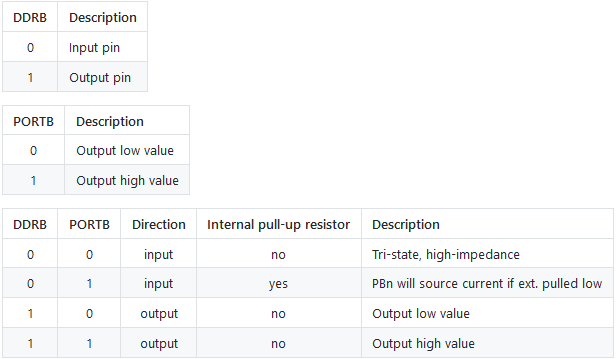 DDRB Description
0 Input pin
1 Output pin
PORTB Description
0 Output low value
1 Output high value
DDRB PORTB Direction Internal pull-up resistor Description
0 0 input no Tri-state, high-impedance
0 1 input yes PBn will source current if ext. pulled low
1 0 output no Output low value
1 1 output no Output high value